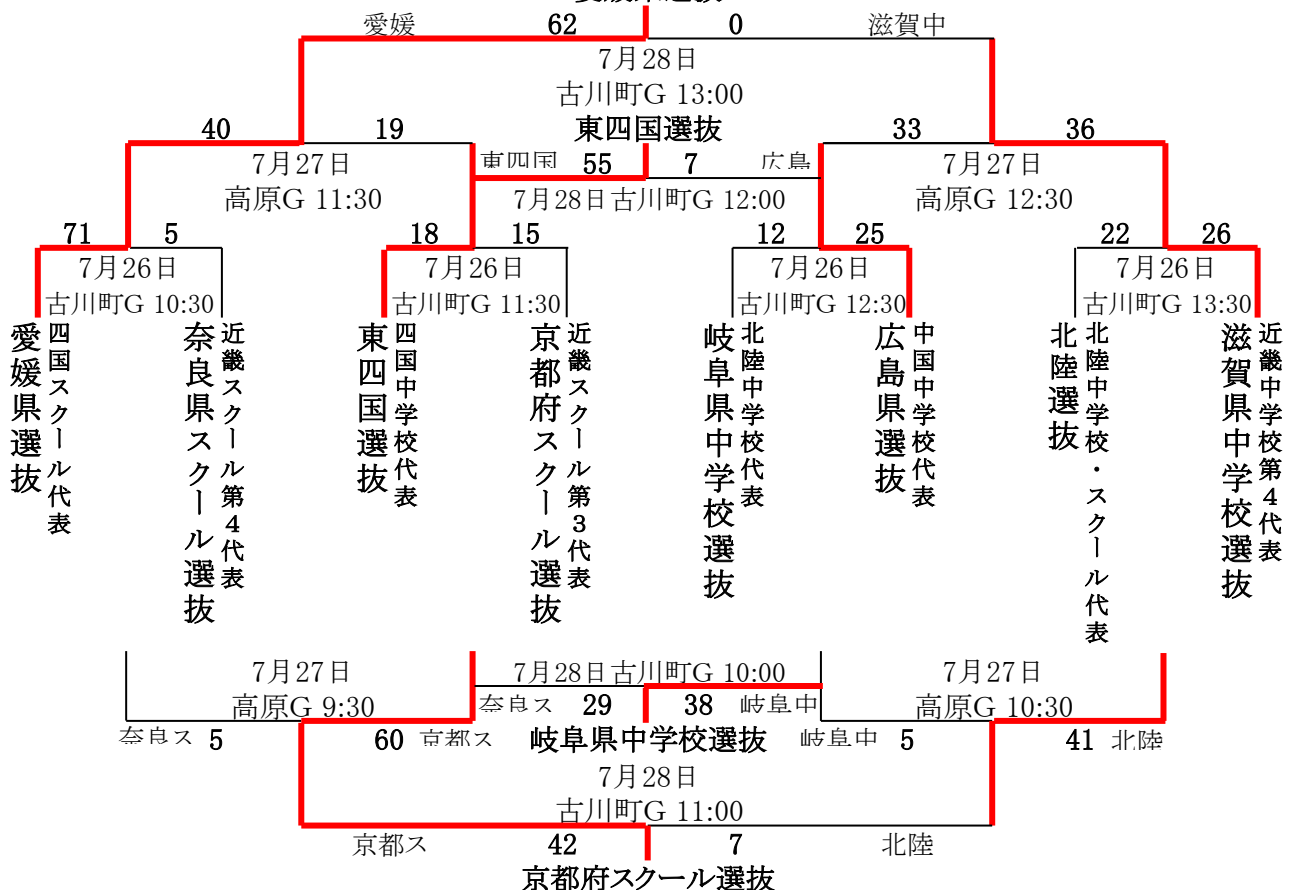 愛媛 62 0 滋賀中
7月28日
古川町G 13:00
40 19 東四国選抜 33 36
7月27日
高原G 11:30
東四国 55 7 広島
7月28日古川町G 12:00
7月27日
高原G 12:30
71 5 18 15 12 25 22 26
7月26日 7月26日 7月26日 7月26日
古川町G 10:30 古川町G 11:30 古川町G 12:30 古川町G 13:30
愛媛県選抜
四国スクール代表
奈良県スクール選抜
近畿スクール第4代表
東四国選抜
四国中学校代表
京都府スクール選抜
近畿スクール第3代表
岐阜県中学校選抜
北陸中学校代表
広島県選抜
中国中学校代表
北陸選抜
北陸中学校・スクール代表
滋賀県中学校選抜
近畿中学校第4代表
7月27日
高原G 9:30
7月28日古川町G 10:00
7月27日
高原G 10:30
奈良ス 29 38 岐阜中
奈良ス 5 60 京都ス 岐阜県中学校選抜 岐阜中 5 41 北陸
7月28日
古川町G 11:00
京都ス 42 7 北陸
京都府スクール選抜